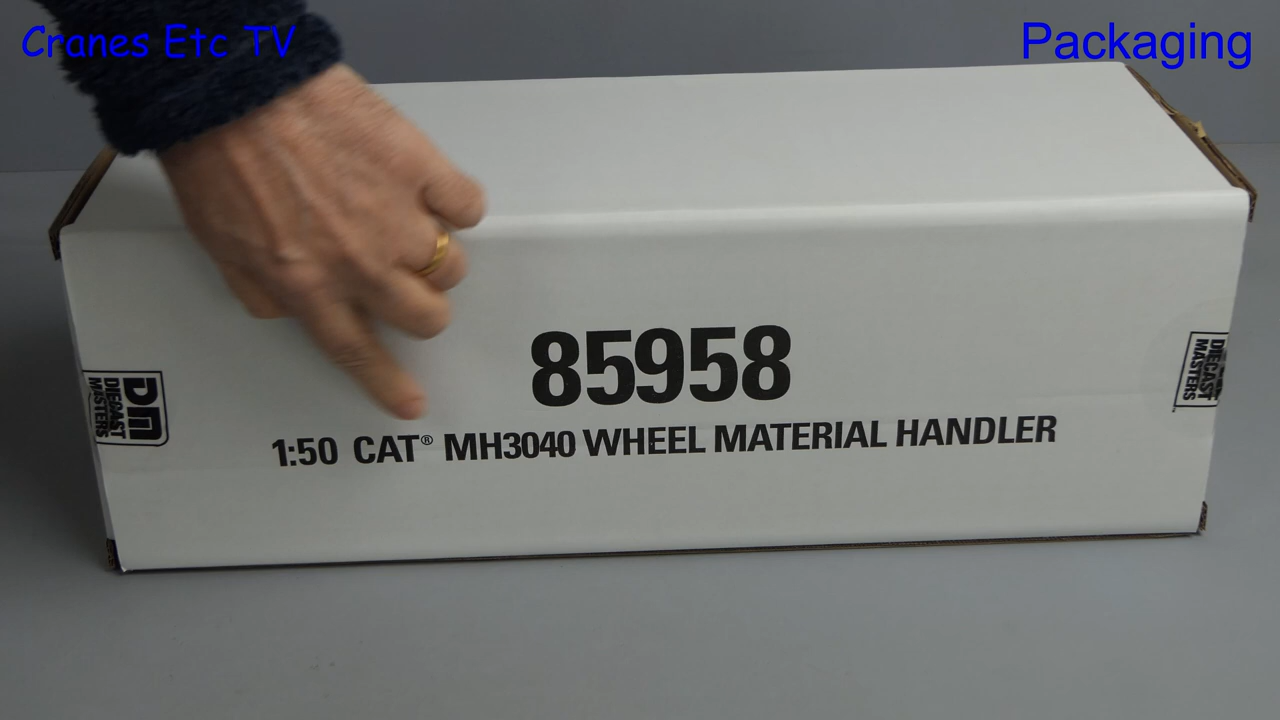 Cranes Etc TV
Packaging
85958
1:50 CAT® MH3040 WHEEL MATERIAL HANDLER
DM
DIECAST
MASTERS
DIECAST
MASTERS